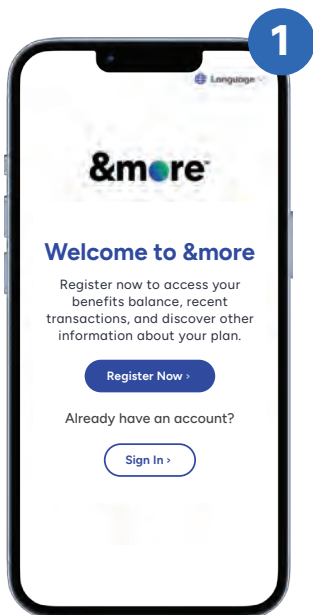 1
Language
&more™
Welcome to &more
Register now to access your
benefits balance, recent
transactions, and discover other
information about your plan.
Register Now ›
Already have an account?
Sign In ›